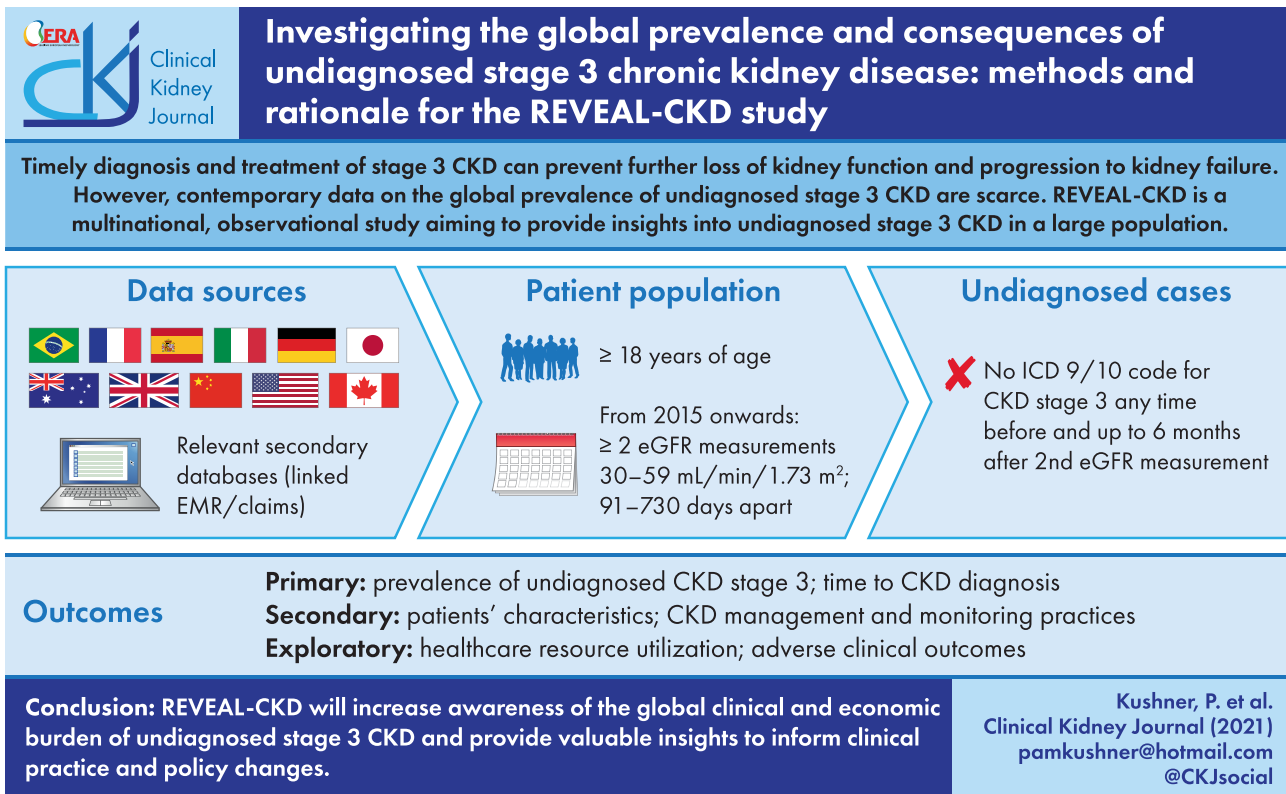 ERA
ckj
Clinical
Kidney
Journal
Investigating the global prevalence and consequences of
undiagnosed stage 3 chronic kidney disease: methods and
rationale for the REVEAL-CKD study
Timely diagnosis and treatment of stage 3 CKD can prevent further loss of kidney function and progression to kidney failure.
However, contemporary data on the global prevalence of undiagnosed stage 3 CKD are scarce. REVEAL-CKD is a
multinational, observational study aiming to provide insights into undiagnosed stage 3 CKD in a large population.
Data sources
Relevant secondary
databases (linked
EMR/claims)
Patient population
≥ 18 years of age
From 2015 onwards:
≥ 2 eGFR measurements
30–59 mL/min/1.73 m²;
91–730 days apart
Undiagnosed cases
No ICD 9/10 code for
CKD stage 3 any time
before and up to 6 months
after 2nd eGFR measurement
Outcomes
Primary: prevalence of undiagnosed CKD stage 3; time to CKD diagnosis
Secondary: patients’ characteristics; CKD management and monitoring practices
Exploratory: healthcare resource utilization; adverse clinical outcomes
Conclusion: REVEAL-CKD will increase awareness of the global clinical and economic
burden of undiagnosed stage 3 CKD and provide valuable insights to inform clinical
practice and policy changes.
Kushner, P. et al.
Clinical Kidney Journal (2021)
pamkushner@hotmail.com
@CKJsocial